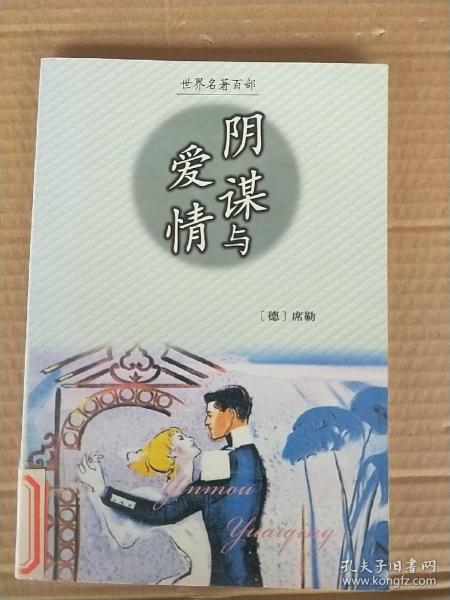 世界名著百部
阴谋与
爱情
〔德〕席勒
Yinmou
Yuaiqing
孔夫子旧书网
www.kongfz.com